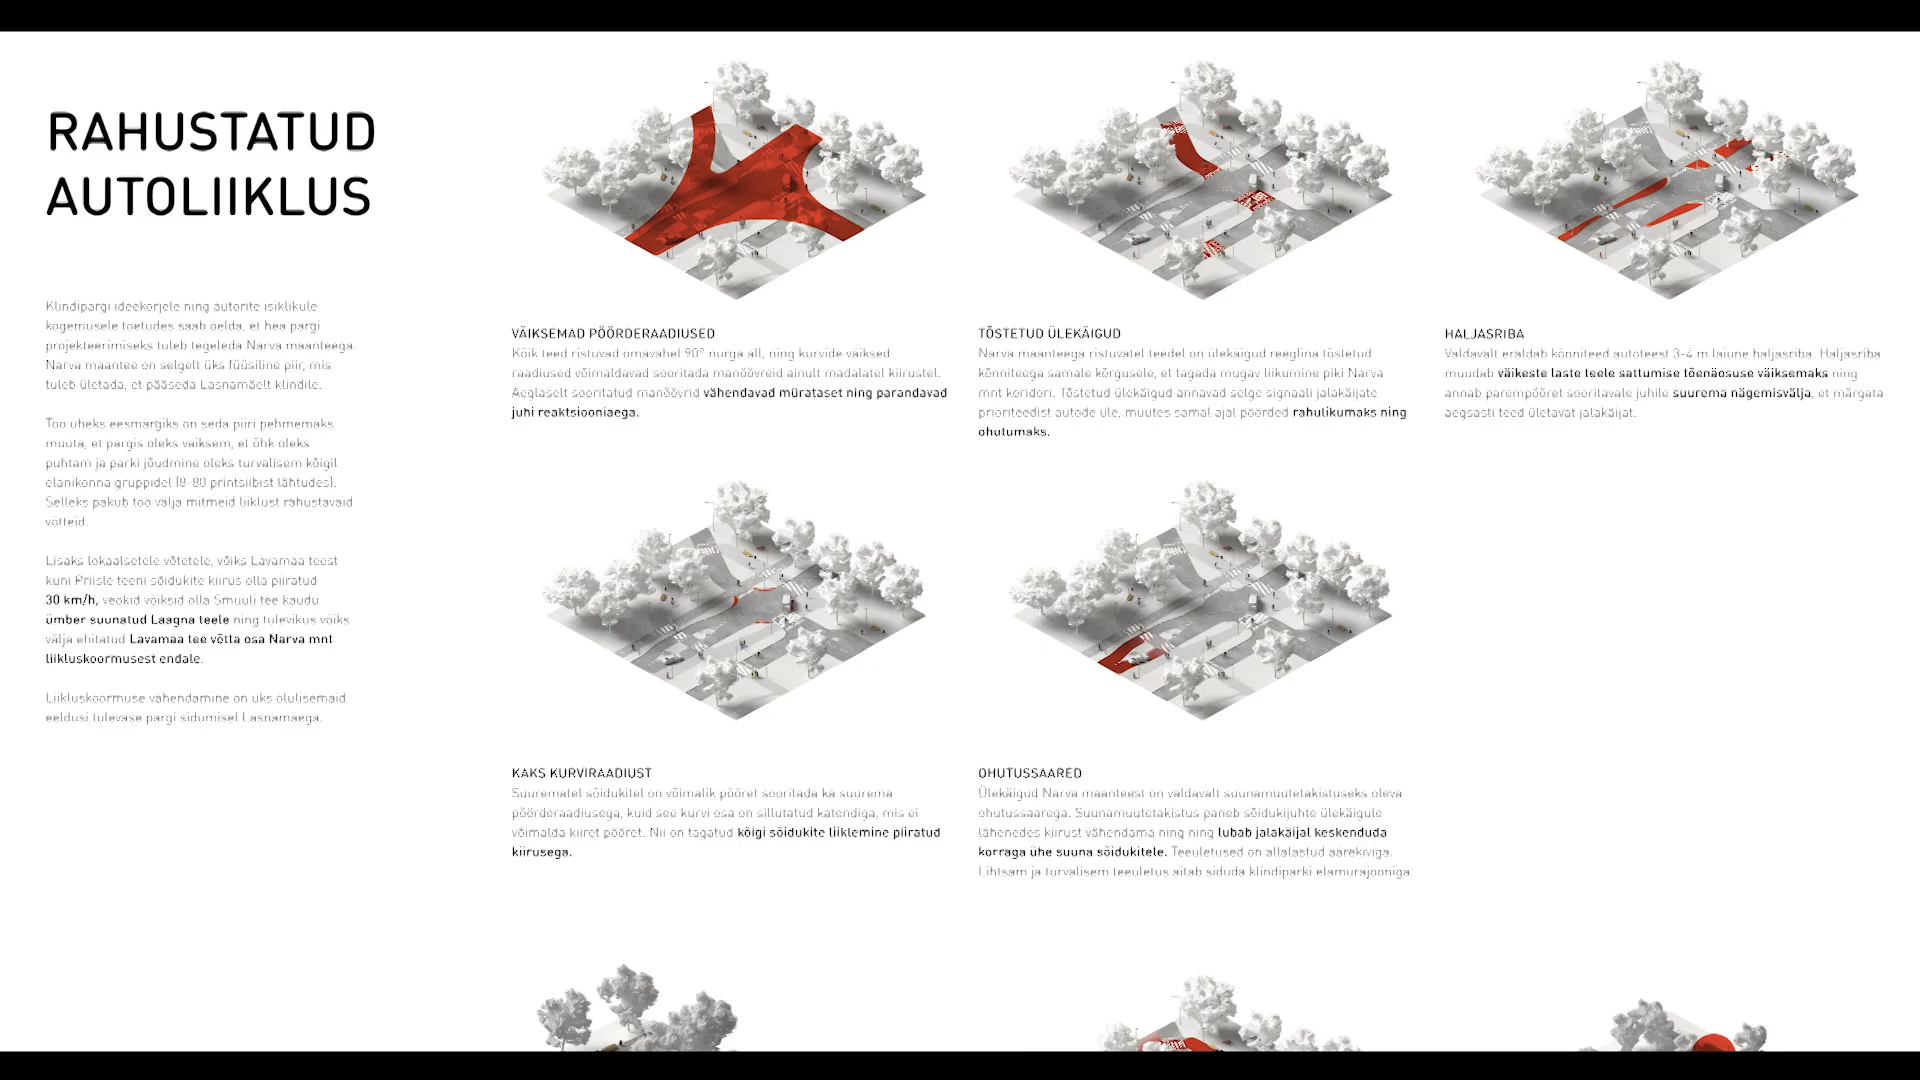 RAHUSTATUD
AUTOLIIKLUS
Klindipargi ideekorjele ning autorite isiklikule
kogemusele toetudes saab öelda, et hea pargi
projekteerimiseks tuleb tegeleda Narva maanteega.
Narva maantee on selgelt üks füüsiline piir, mis
tuleb ületada, et pääseda Lasnamäelt klindile.
Töö üheks eesmärgiks on seda piiri pehmemaks
muuta, et pargis oleks vaiksem, et õhk oleks
puhtam ja parki jõudmine oleks turvalisem kõigil
elanikonna gruppidel (8-80 printsiibist lähtudes).
Selleks pakub töö välja mitmeid liiklust rahustavaid
võtteid.
Lisaks lokaalsetele võtetele, võiks Lavamaa teest
kuni Priisle teeni sõidukite kiirus olla piiratud
30 km/h, veokid võiksid olla Smuuli tee kaudu
ümber suunatud Laagna teele ning tulevikus võiks
välja ehitatud Lavamaa tee võtta osa Narva mnt
liikluskoormusest endale.
Liikluskoormuse vähendamine on üks olulisemaid
eeldusi tulevase pargi sidumisel Lasnamäega.
VÄIKSEMAD PÖÖRDERAADIUSED
Kõik teed ristuvad omavahel 90° nurga all, ning kurvide väiksed
raadiused võimaldavad sooritada manöövreid ainult madalatel kiirustel.
Aeglaselt sooritatud manöövrid vähendavad mürataset ning parandavad
juhi reaktsiooniaega.
TÕSTETUD ÜLEKÄIGUD
Narva maanteega ristuvatel teedel on ülekäigud reeglina tõstetud
kõnniteega samale kõrgusele, et tagada mugav liikumine piki Narva
mnt koridori. Tõstetud ülekäigud annavad selge signaali jalakäijate
prioriteedist autode üle, muutes samal ajal pöörded rahulikumaks ning
ohutumaks.
HALJASRIBA
Valdavalt eraldab kõnniteed autoteest 3-4 m laiune haljasriba. Haljasriba
muudab väikeste laste teele sattumise tõenäosuse väiksemaks ning
annab parempööret sooritavale juhile suurema nägemisvälja, et märgata
aegsasti teed ületavat jalakäijat.
KAKS KURVIRAADIUST
Suurematel sõidukitel on võimalik pööret sooritada ka suurema
pöörderaadiusega, kuid see kurvi osa on sillutatud katendiga, mis ei
võimalda kiiret pööret. Nii on tagatud kõigi sõidukite liiklemine piiratud
kiirusega.
OHUTUSSAARED
Ülekäigud Narva maanteest on valdavalt suunamuutetakistuseks oleva
ohutussaarega. Suunamuutetakistus paneb sõidukijuhte ülekäigule
lähenedes kiirust vähendama ning ning lubab jalakäijal keskenduda
korraga ühe suuna sõidukitele. Teeületused on allalastud äärekiviga.
Lihtsam ja turvalisem teeületus aitab siduda klindiparki elamurajooniga.